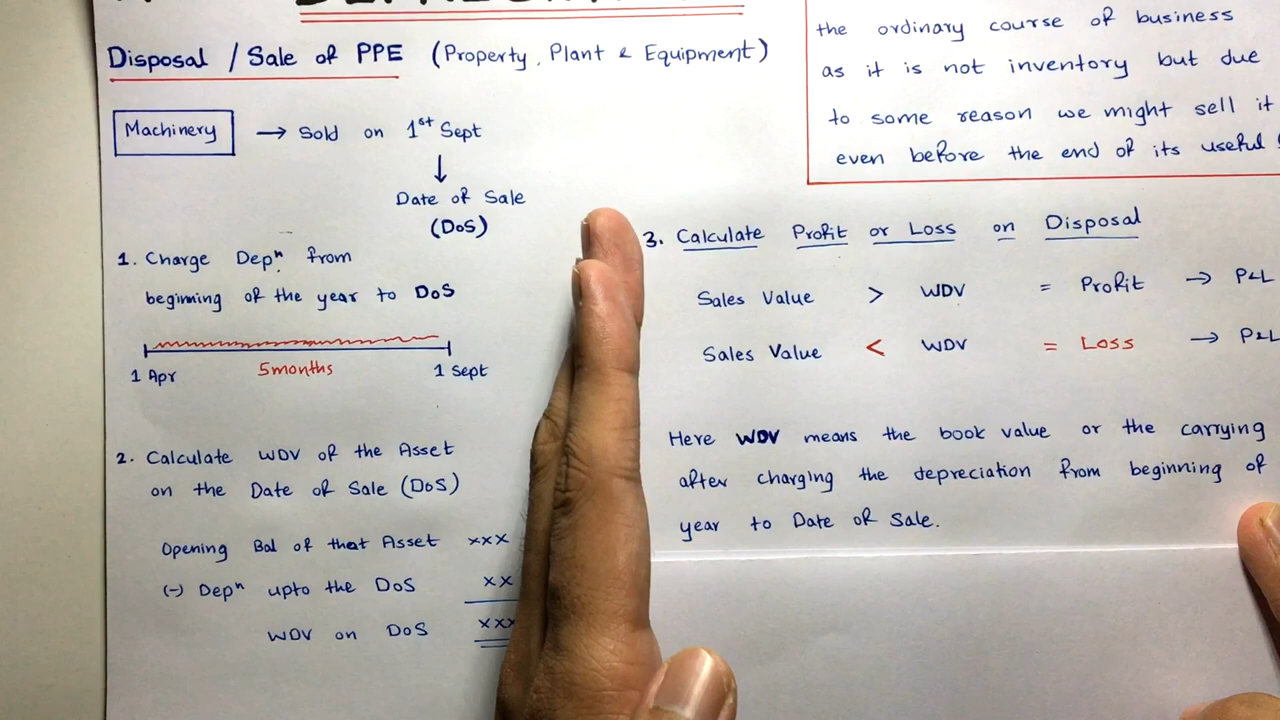 Disposal / Sale of PPE (Property, Plant & Equipment)
Machinery → Sold on 1st Sept
↓
Date of Sale
(DoS)
1. Charge Depn from
beginning of the year to DoS
1 Apr 5months 1 Sept
2. Calculate WDV of the Asset
on the Date of Sale (DoS)
Opening Bal of that Asset xxx
(-) Depn upto the DoS xx
WDV on DoS xxx
the ordinary course of business
as it is not inventory but due
to some reason we might sell it
even before the end of its useful
3. Calculate Profit or Loss on Disposal
Sales Value > WDV = Profit → P&L
Sales Value < WDV = Loss → P&L
Here WDV means the book value or the carrying
after charging the depreciation from beginning of
year to Date of Sale.